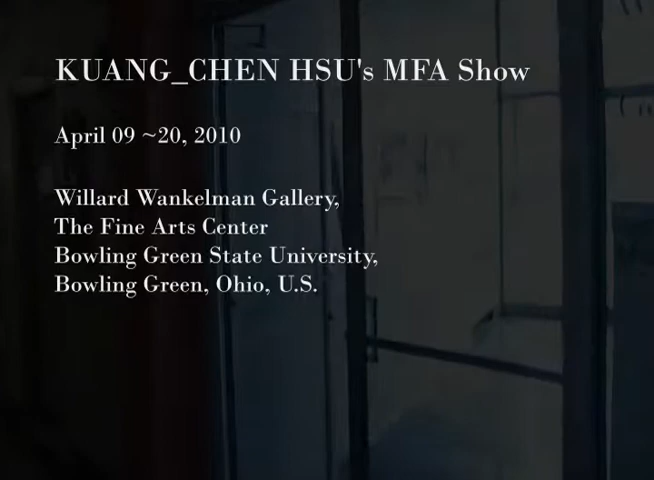 KUANG_CHEN HSU's MFA Show
April 09 ~20, 2010
Willard Wankelman Gallery,
The Fine Arts Center
Bowling Green State University,
Bowling Green, Ohio, U.S.